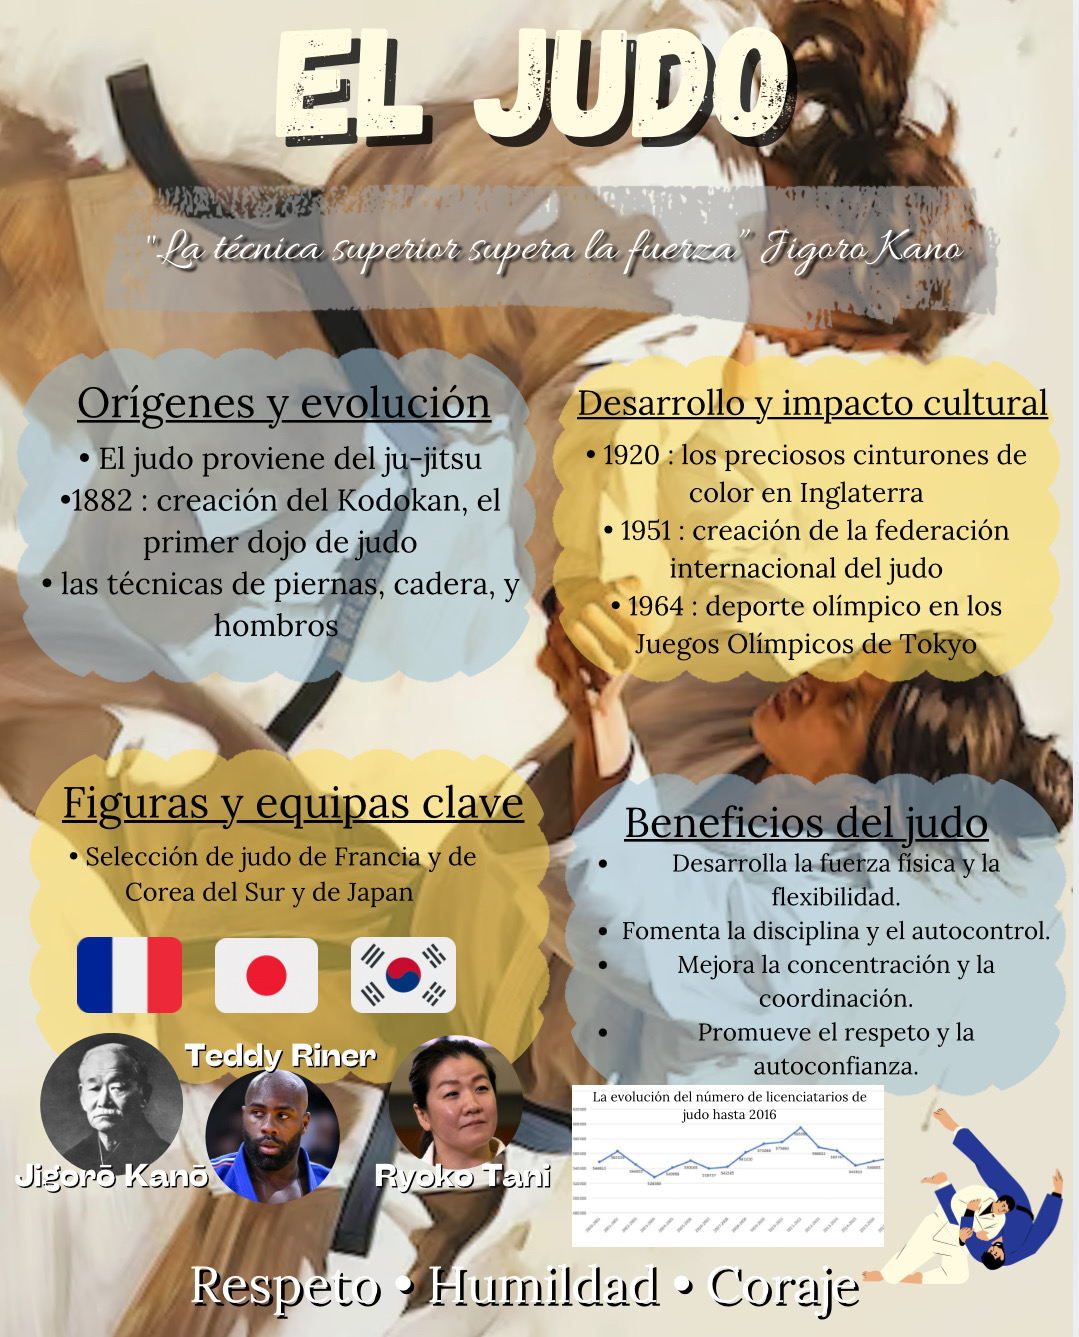 EL JUDO
"La técnica superior supera la fuerza" Jigoro Kano
Orígenes y evolución
• El judo proviene del ju-jitsu
•1882 : creación del Kodokan, el
primer dojo de judo
• las técnicas de piernas, cadera, y
hombros
Desarrollo y impacto cultural
• 1920 : los preciosos cinturones de
color en Inglaterra
• 1951 : creación de la federación
internacional del judo
• 1964 : deporte olímpico en los
Juegos Olímpicos de Tokyo
Figuras y equipas clave
• Selección de judo de Francia y de
Corea del Sur y de Japan
Teddy Riner
Jigorō Kanō
Ryoko Tani
Beneficios del judo
• Desarrolla la fuerza física y la
flexibilidad.
• Fomenta la disciplina y el autocontrol.
• Mejora la concentración y la
coordinación.
• Promueve el respeto y la
autoconfianza.
La evolución del número de licenciatarios de
judo hasta 2016
Respeto • Humildad • Coraje